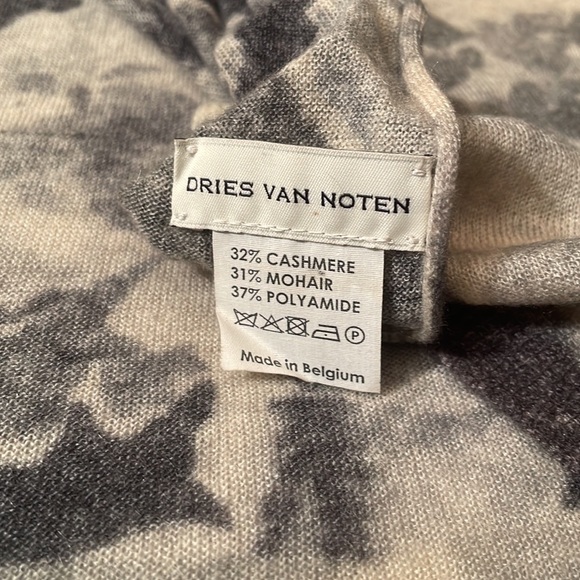 DRIES VAN NOTEN
32% CASHMERE
31% MOHAIR
37% POLYAMIDE
P
Made in Belgium